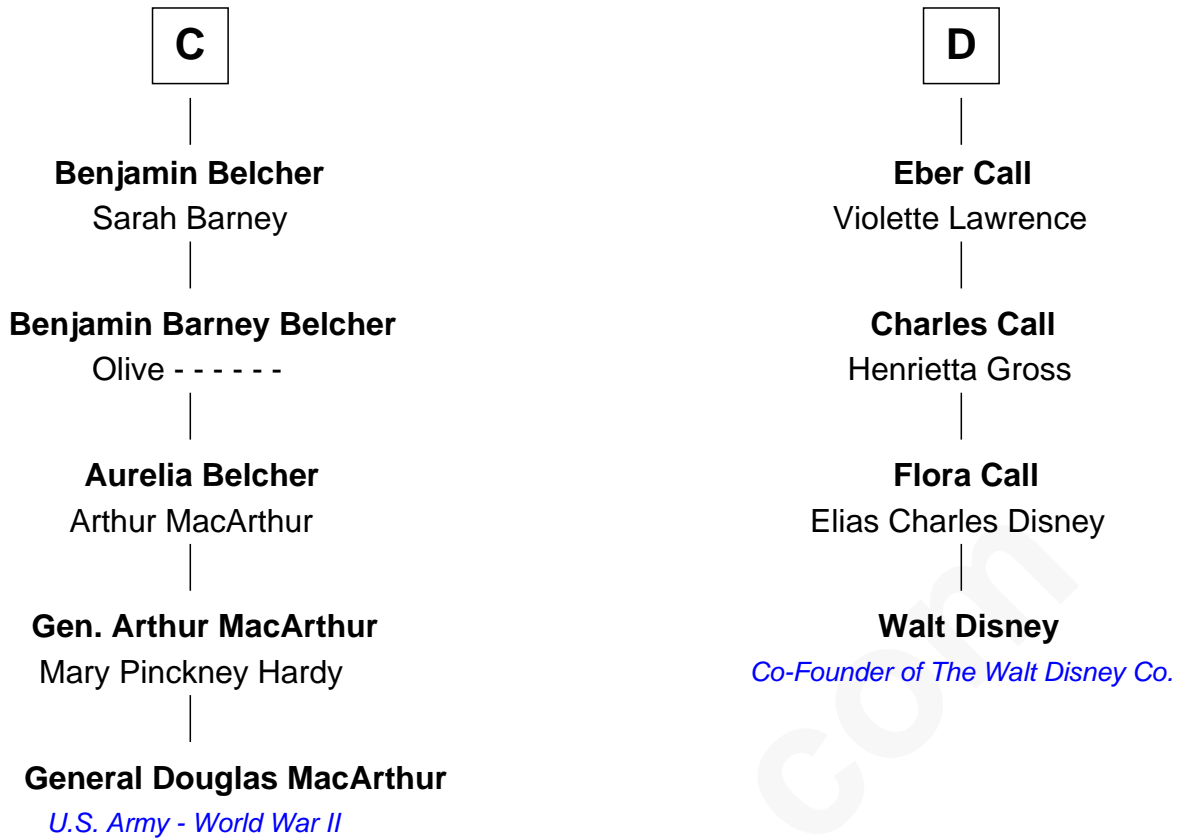 C
Benjamin Belcher
Sarah Barney
Benjamin Barney Belcher
Olive - - - - - -
Aurelia Belcher
Arthur MacArthur
Gen. Arthur MacArthur
Mary Pinckney Hardy
General Douglas MacArthur
U.S. Army - World War II
D
Eber Call
Violette Lawrence
Charles Call
Henrietta Gross
Flora Call
Elias Charles Disney
Walt Disney
Co-Founder of The Walt Disney Co.
com